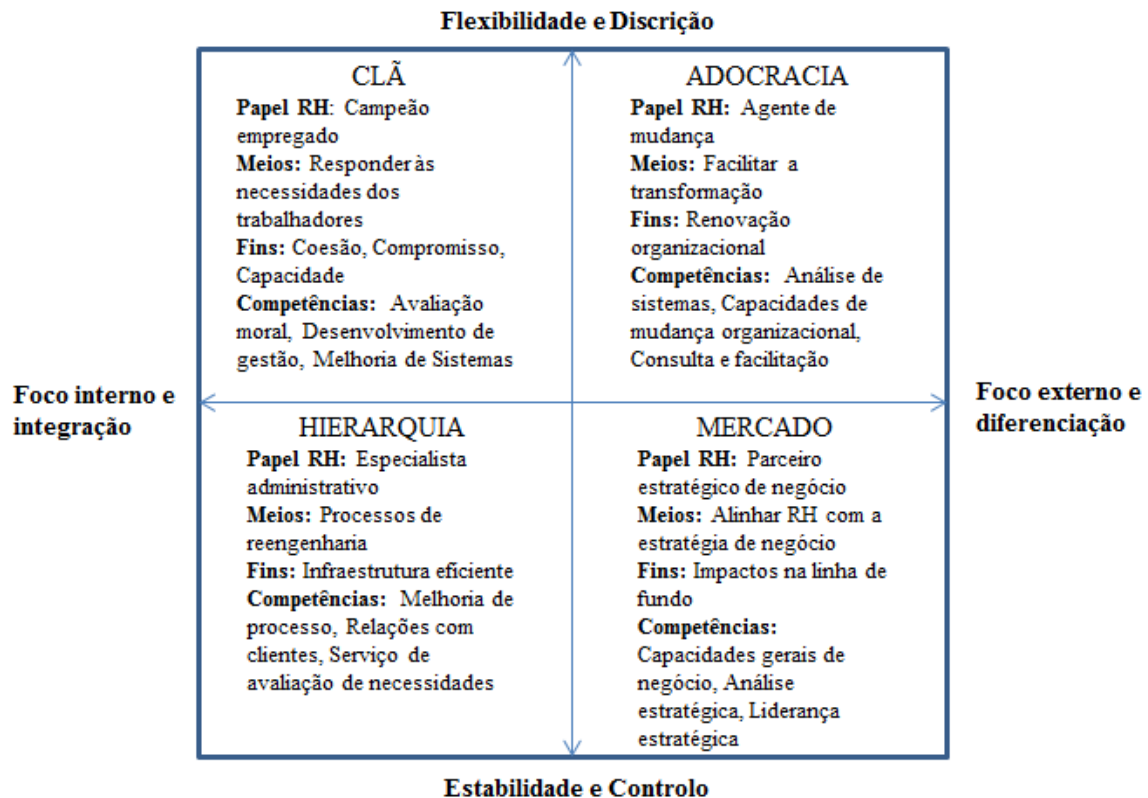 Flexibilidade e Discrição
CLÃ
Papel RH: Campeão
empregado
Meios: Responder às
necessidades dos
trabalhadores
Fins: Coesão, Compromisso,
Capacidade
Competências: Avaliação
moral, Desenvolvimento de
gestão, Melhoria de Sistemas
ADOCRACIA
Papel RH: Agente de
mudança
Meios: Facilitar a
transformação
Fins: Renovação
organizacional
Competências: Análise de
sistemas, Capacidades de
mudança organizacional,
Consulta e facilitação
Foco interno e
integração
Foco externo e
diferenciação
HIERARQUIA
Papel RH: Especialista
administrativo
Meios: Processos de
reengenharia
Fins: Infraestrutura eficiente
Competências: Melhoria de
processo, Relações com
clientes, Serviço de
avaliação de necessidades
MERCADO
Papel RH: Parceiro
estratégico de negócio
Meios: Alinhar RH com a
estratégia de negócio
Fins: Impactos na linha de
fundo
Competências:
Capacidades gerais de
negócio, Análise
estratégica, Liderança
estratégica
Estabilidade e Controlo